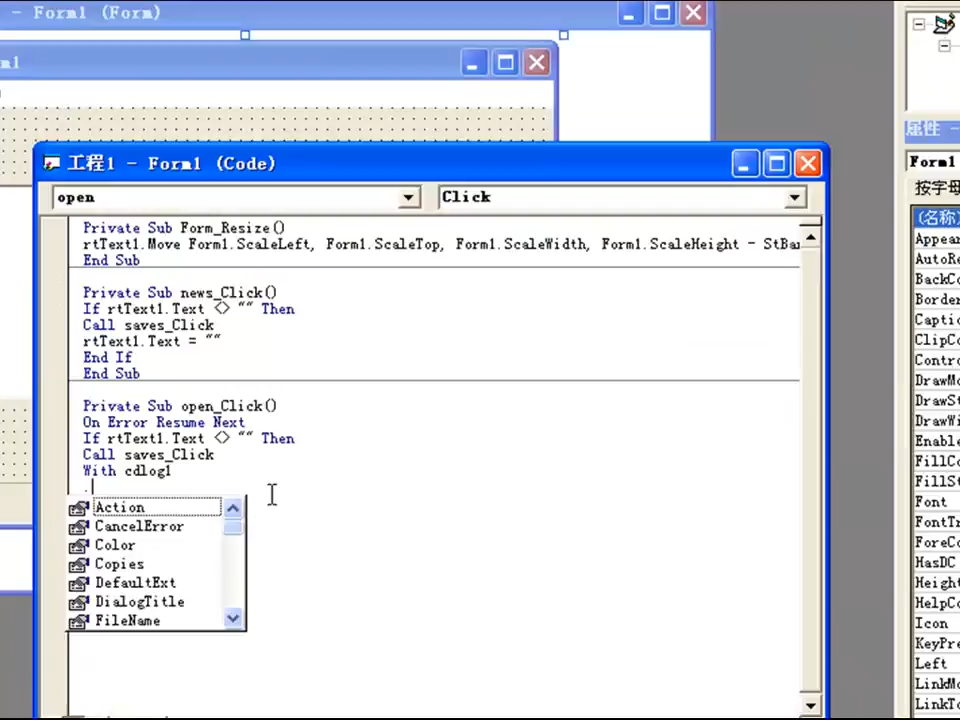 - Form1 (Form)
工程1 - Form1 (Code)
open
Click
Private Sub Form_Resize()
rtText1.Move Form1.ScaleLeft, Form1.ScaleTop, Form1.ScaleWidth, Form1.ScaleHeight - StBa
End Sub
Private Sub news_Click()
If rtText1.Text <> "" Then
Call saves_Click
rtText1.Text = ""
End If
End Sub
Private Sub open_Click()
On Error Resume Next
If rtText1.Text <> "" Then
Call saves_Click
With cdlog1
.
Action
CancelError
Color
Copies
DefaultExt
DialogTitle
FileName
属性 -
Form1
按字母
(名称)
Appear
AutoRe
BackCo
Border
Captio
ClipCo
Contro
DrawMo
DrawSt
DrawWi
Enable
FillCo
FillSt
Font
FontTr
ForeCo
HasDC
Height
HelpCo
Icon
KeyPre
Left
LinkMo
LinkTo